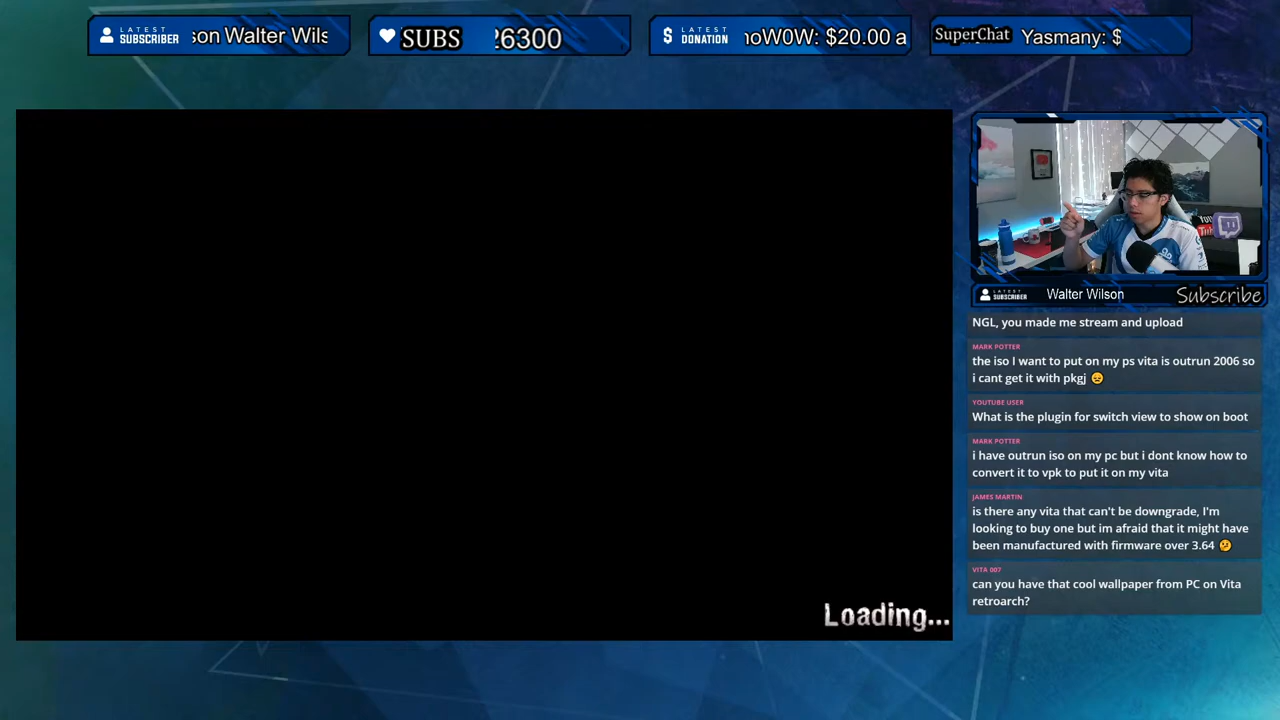 LATEST
SUBSCRIBER
son Walter Wils
SUBS
26300
LATEST
DONATION
noW0W: $20.00 a
SuperChat
Yasmany: $
Loading...
LATEST
SUBSCRIBER
Walter Wilson
Subscribe
NGL, you made me stream and upload
MARK POTTER
the iso I want to put on my ps vita is outrun 2006 so
i cant get it with pkgj 😣
YOUTUBE USER
What is the plugin for switch view to show on boot
MARK POTTER
i have outrun iso on my pc but i dont know how to
convert it to vpk to put it on my vita
JAMES MARTIN
is there any vita that can't be downgrade, I'm
looking to buy one but im afraid that it might have
been manufactured with firmware over 3.64 🤔
VITA 007
can you have that cool wallpaper from PC on Vita
retroarch?